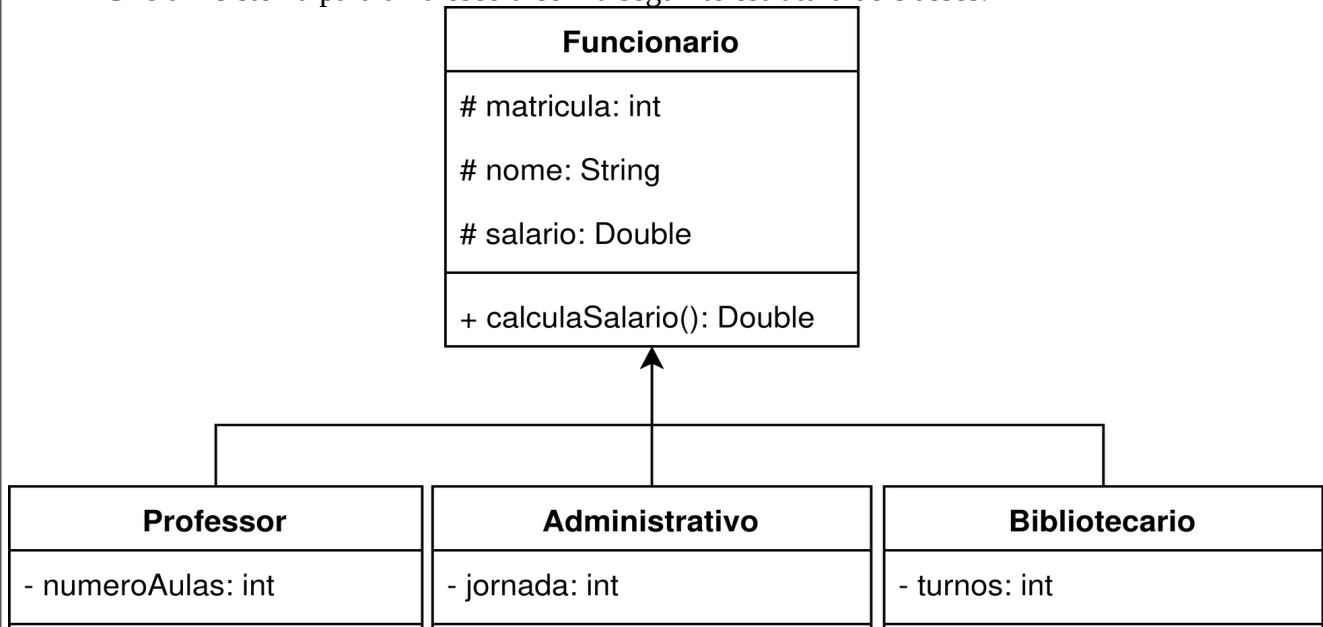 Funcionario
# matricula: int
# nome: String
# salario: Double
+ calculaSalario(): Double
Professor
Administrativo
Bibliotecario
- numeroAulas: int
- jornada: int
- turnos: int